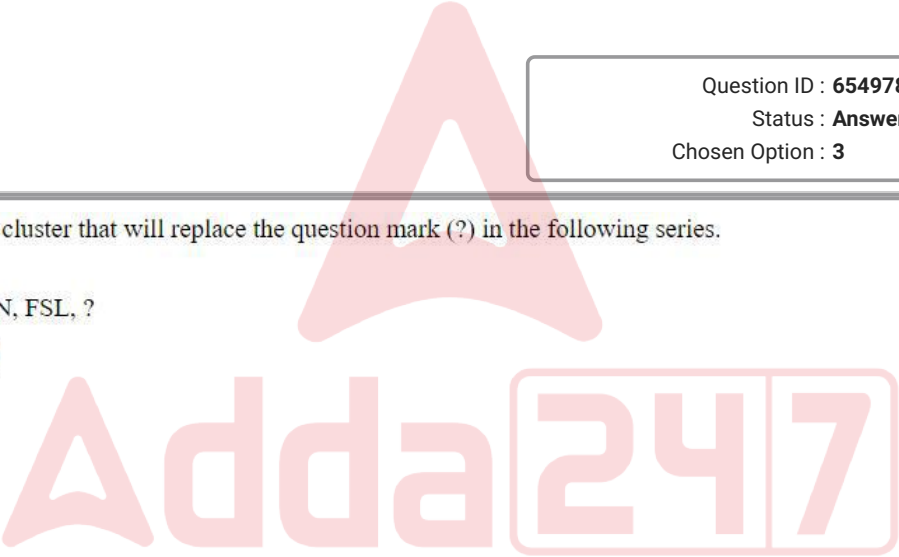 Question ID : 654978
Status : Answer
Chosen Option : 3
cluster that will replace the question mark (?) in the following series.
N, FSL, ?
Adda247